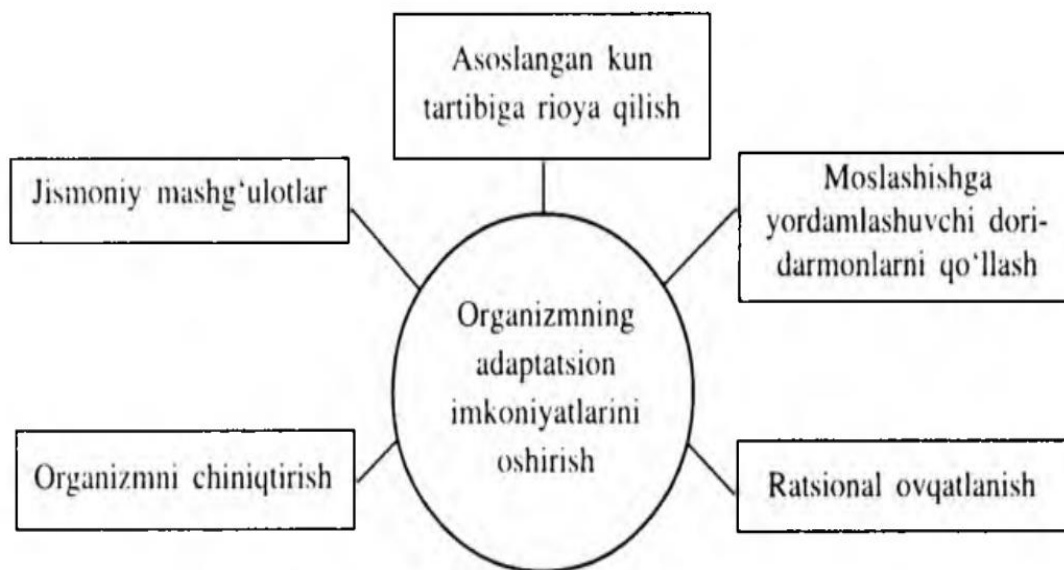 Asoslangan kun
tartibiga rioya qilish
Jismoniy mashg‘ulotlar
Moslashishga
yordamlashuvchi dori-
darmonlarni qo‘llash
Organizmning
adaptatsion
imkoniyatlarini
oshirish
Organizmni chiniqtirish
Ratsional ovqatlanish